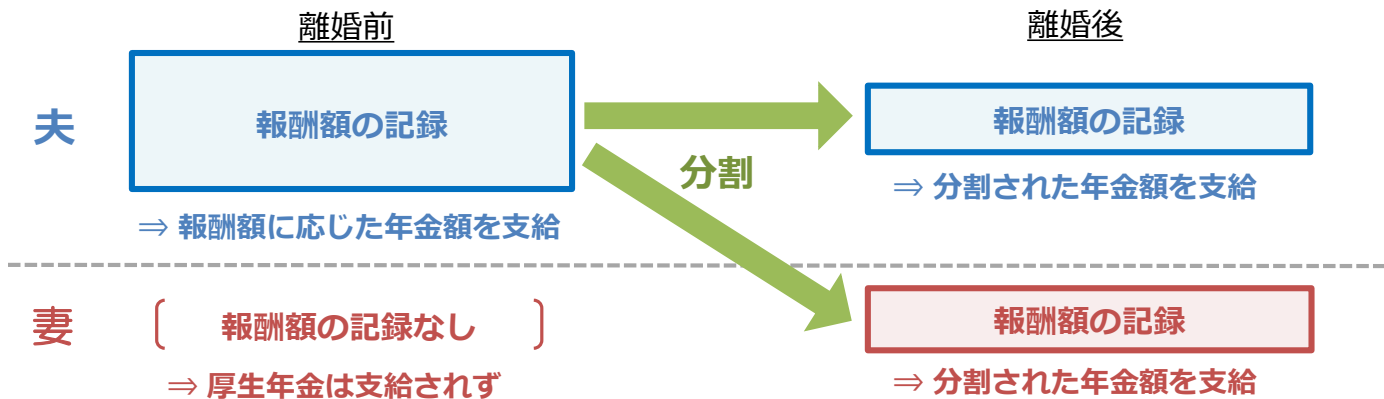 離婚前
離婚後
夫
報酬額の記録
⇒ 報酬額に応じた年金額を支給
分割
報酬額の記録
⇒ 分割された年金額を支給
妻
〔 報酬額の記録なし 〕
⇒ 厚生年金は支給されず
報酬額の記録
⇒ 分割された年金額を支給